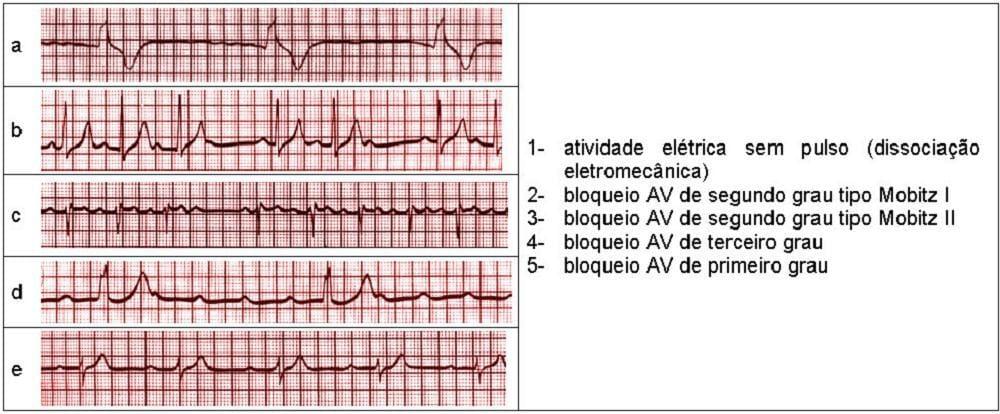 a
b
c
d
e
1- atividade elétrica sem pulso (dissociação
eletromecânica)
2- bloqueio AV de segundo grau tipo Mobitz I
3- bloqueio AV de segundo grau tipo Mobitz II
4- bloqueio AV de terceiro grau
5- bloqueio AV de primeiro grau